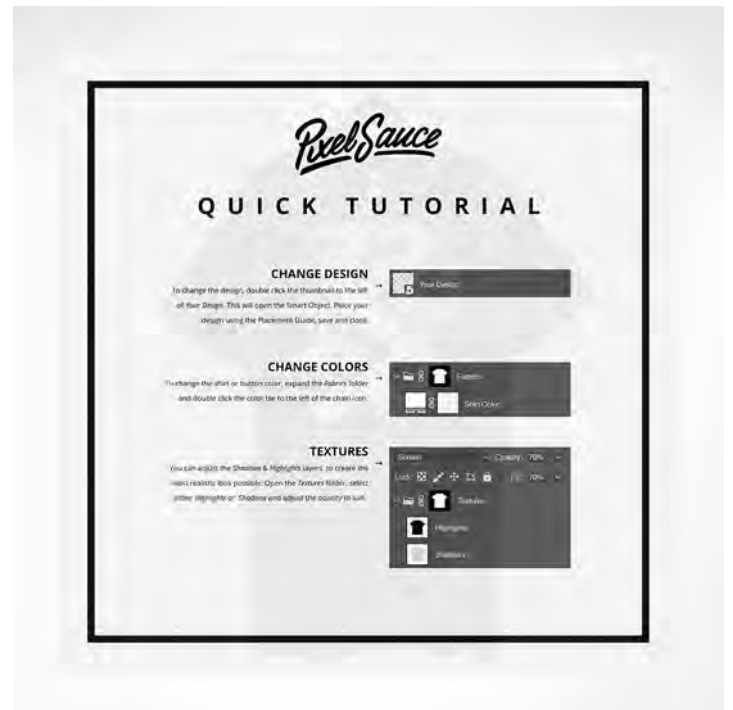 Pixel Sauce
QUICK TUTORIAL
CHANGE DESIGN
To change the design, double click the thumbnail to the left
of Your Design. This will open the Smart Object. Place your
design using the Placement Guide, save and close.
→
Your Design
CHANGE COLORS
To change the shirt or button color, expand the Fabrics folder
and double click the color tile to the left of the chain icon.
→
Fabrics
Shirt Color
TEXTURES
You can adjust the Shadows & Highlights layers, to create the
most realistic look possible. Open the Textures folder, select
either Highlights or Shadows and adjust the opacity to suit.
→
Screen
Opacity: 70%
Lock:
Fill: 70%
Textures
Highlights
Shadows